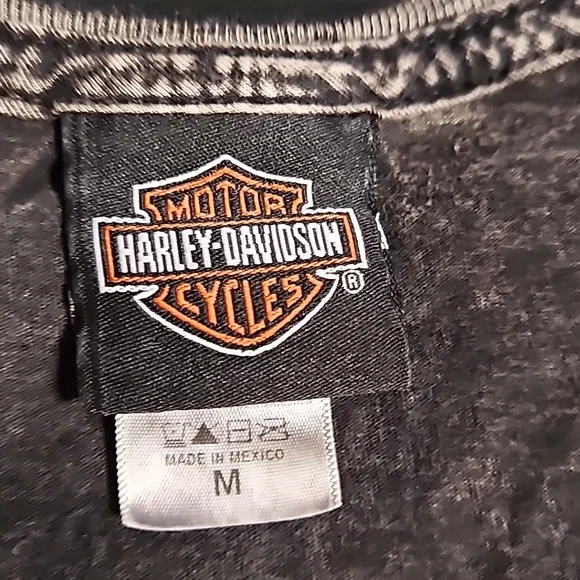 MOTOR
HARLEY-DAVIDSON
CYCLES
®
MADE IN MEXICO
M